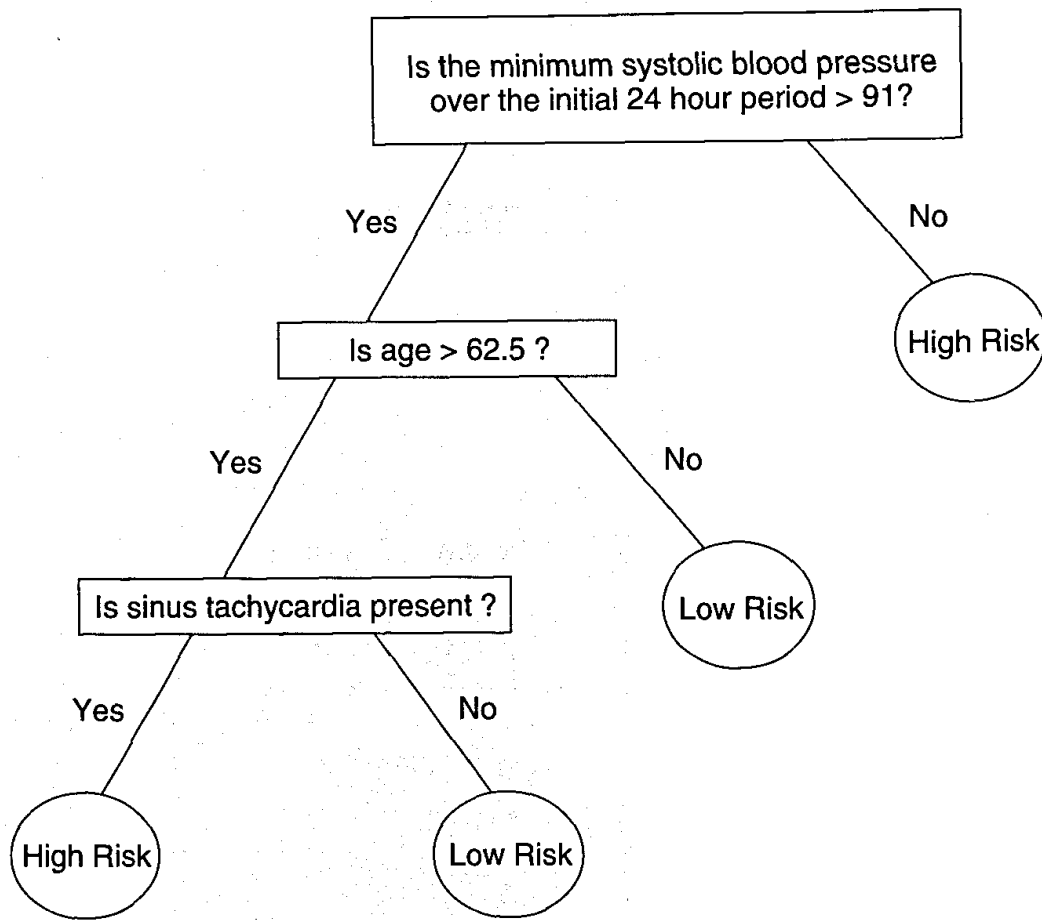 Is the minimum systolic blood pressure
over the initial 24 hour period > 91?
Yes
No
High Risk
Is age > 62.5 ?
Yes
No
Low Risk
Is sinus tachycardia present ?
Yes
No
High Risk
Low Risk